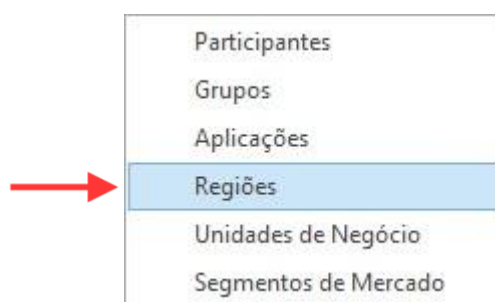 Participantes
Grupos
Aplicações
Regiões
Unidades de Negócio
Segmentos de Mercado